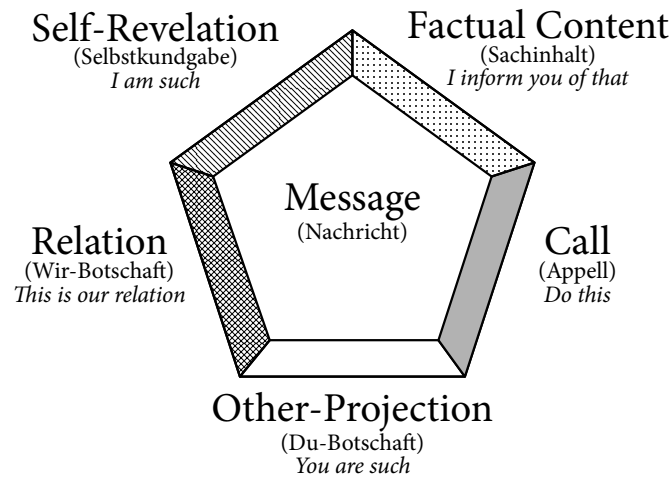 Self-Revelation
(Selbstkundgabe)
I am such
Factual Content
(Sachinhalt)
I inform you of that
Message
(Nachricht)
Relation
(Wir-Botschaft)
This is our relation
Call
(Appell)
Do this
Other-Projection
(Du-Botschaft)
You are such